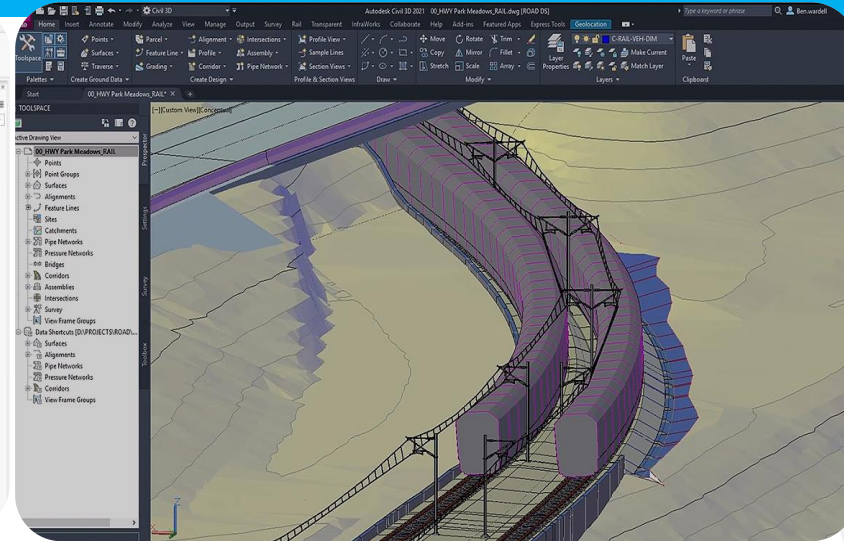 Civil 3D
Autodesk Civil 3D 2021 00_HWY Park Meadows_RAIL.dwg [ROAD DS]
Type a keyword or phrase
Ben.wardell
Home Insert Annotate Modify Analyze View Manage Output Survey Rail Transparent InfraWorks Collaborate Help Add-ins Featured Apps Express Tools Geolocation
Toolspace
Points
Surfaces
Traverse
Parcel
Feature Line
Grading
Alignment
Profile
Corridor
Intersections
Assembly
Pipe Network
Profile View
Sample Lines
Section Views
Move
Copy
Stretch
Rotate
Mirror
Scale
Trim
Fillet
Array
Layer
Properties
C-RAIL-VEH-DIM
Make Current
Match Layer
Paste
Palettes
Create Ground Data
Create Design
Profile & Section Views
Draw
Modify
Layers
Clipboard
Start
00_HWY Park Meadows_RAIL*
TOOLSPACE
[−][Custom View][Conceptual]
Active Drawing View
00_HWY Park Meadows_RAIL
Points
Point Groups
Surfaces
Alignments
Feature Lines
Sites
Catchments
Pipe Networks
Pressure Networks
Bridges
Corridors
Assemblies
Intersections
Survey
View Frame Groups
Data Shortcuts [D:\PROJECTS\ROAD\...
Surfaces
Alignments
Pipe Networks
Pressure Networks
Corridors
View Frame Groups
Prospector
Settings
Survey
Toolbox
Z